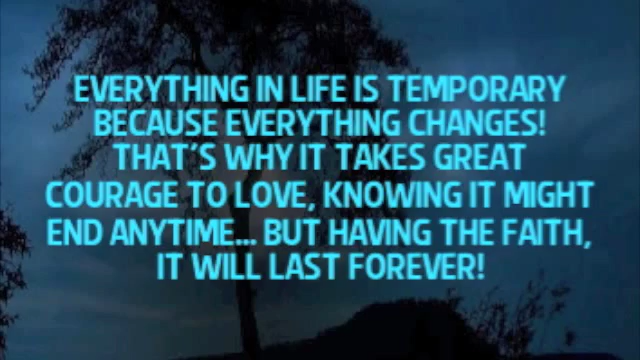 EVERYTHING IN LIFE IS TEMPORARY
BECAUSE EVERYTHING CHANGES!
THAT'S WHY IT TAKES GREAT
COURAGE TO LOVE, KNOWING IT MIGHT
END ANYTIME... BUT HAVING THE FAITH,
IT WILL LAST FOREVER!